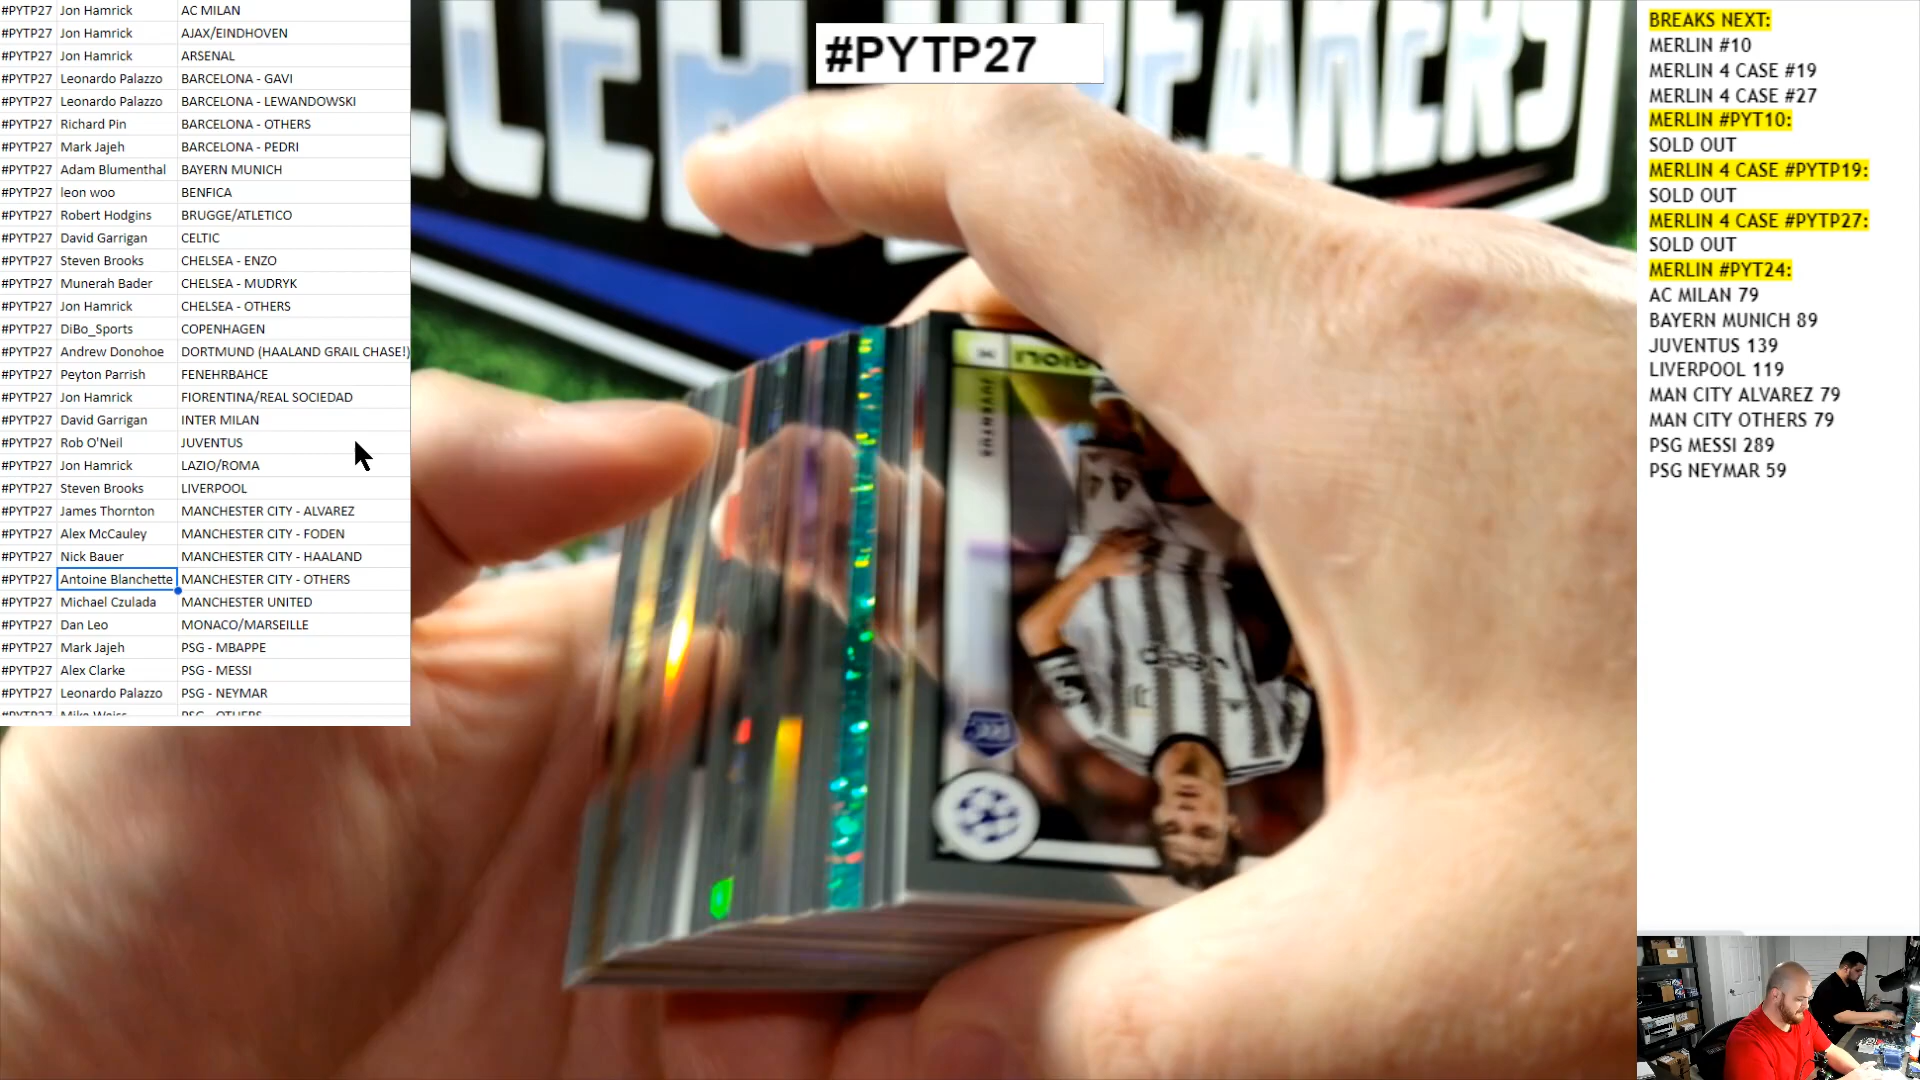 #PYTP27 Jon Hamrick AC MILAN
#PYTP27 Jon Hamrick AJAX/EINDHOVEN
#PYTP27 Jon Hamrick ARSENAL
#PYTP27 Leonardo Palazzo BARCELONA - GAVI
#PYTP27 Leonardo Palazzo BARCELONA - LEWANDOWSKI
#PYTP27 Richard Pin BARCELONA - OTHERS
#PYTP27 Mark Jajeh BARCELONA - PEDRI
#PYTP27 Adam Blumenthal BAYERN MUNICH
#PYTP27 leon woo BENFICA
#PYTP27 Robert Hodgins BRUGGE/ATLETICO
#PYTP27 David Garrigan CELTIC
#PYTP27 Steven Brooks CHELSEA - ENZO
#PYTP27 Munerah Bader CHELSEA - MUDRYK
#PYTP27 Jon Hamrick CHELSEA - OTHERS
#PYTP27 DiBo_Sports COPENHAGEN
#PYTP27 Andrew Donohoe DORTMUND (HAALAND GRAIL CHASE!)
#PYTP27 Peyton Parrish FENEHRBAHCE
#PYTP27 Jon Hamrick FIORENTINA/REAL SOCIEDAD
#PYTP27 David Garrigan INTER MILAN
#PYTP27 Rob O'Neil JUVENTUS
#PYTP27 Jon Hamrick LAZIO/ROMA
#PYTP27 Steven Brooks LIVERPOOL
#PYTP27 James Thornton MANCHESTER CITY - ALVAREZ
#PYTP27 Alex McCauley MANCHESTER CITY - FODEN
#PYTP27 Nick Bauer MANCHESTER CITY - HAALAND
#PYTP27 Antoine Blanchette MANCHESTER CITY - OTHERS
#PYTP27 Michael Czulada MANCHESTER UNITED
#PYTP27 Dan Leo MONACO/MARSEILLE
#PYTP27 Mark Jajeh PSG - MBAPPE
#PYTP27 Alex Clarke PSG - MESSI
#PYTP27 Leonardo Palazzo PSG - NEYMAR
#PYTP27 Mike Weiss PSG - OTHERS
#PYTP27
JUVENTUS
Jeep
BREAKS NEXT:
MERLIN #10
MERLIN 4 CASE #19
MERLIN 4 CASE #27
MERLIN #PYT10:
SOLD OUT
MERLIN 4 CASE #PYTP19:
SOLD OUT
MERLIN 4 CASE #PYTP27:
SOLD OUT
MERLIN #PYT24:
AC MILAN 79
BAYERN MUNICH 89
JUVENTUS 139
LIVERPOOL 119
MAN CITY ALVAREZ 79
MAN CITY OTHERS 79
PSG MESSI 289
PSG NEYMAR 59